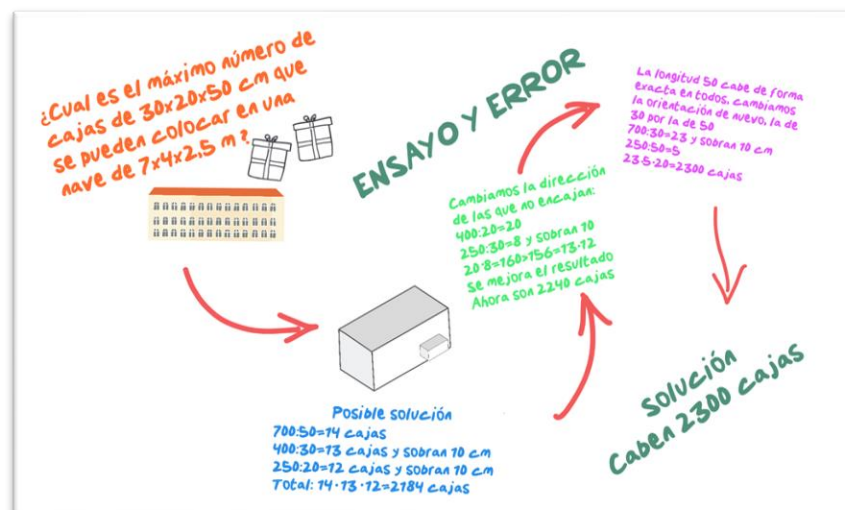 ¿Cual es el máximo número de
cajas de 30x20x50 cm que
se pueden colocar en una
nave de 7x4x2,5 m?
ENSAYO Y ERROR
Posible solución
700:50=14 cajas
400:30=13 cajas y sobran 10 cm
250:20=12 cajas y sobran 10 cm
Total: 14·13·12=2184 cajas
Cambiamos la dirección
de las que no encajan:
400:20=20
250:30=8 y sobran 10
20·8=160>156=13·12
Se mejora el resultado
Ahora son 2240 cajas
La longitud 50 cabe de forma
exacta en todos, cambiamos
la orientación de nuevo, la de
30 por la de 50
700:30=23 y sobran 10 cm
250:50=5
23·5·20=2300 cajas
Solución
Caben 2300 cajas